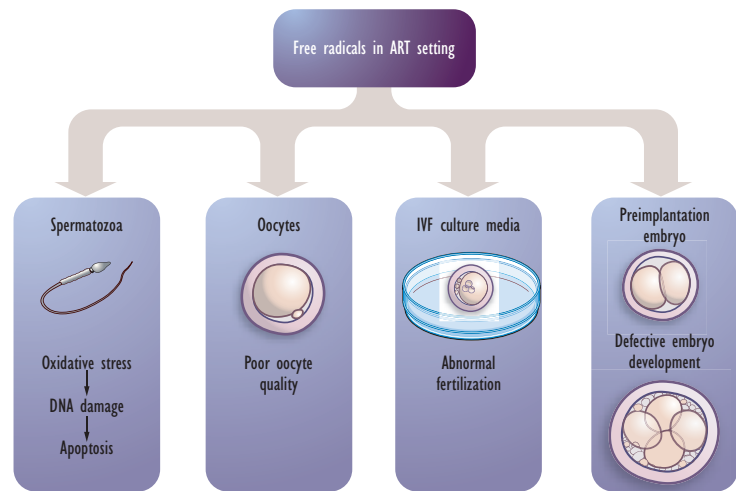 Free radicals in ART setting
Spermatozoa
Oxidative stress
DNA damage
Apoptosis
Oocytes
Poor oocyte
quality
IVF culture media
Abnormal
fertilization
Preimplantation
embryo
Defective embryo
development